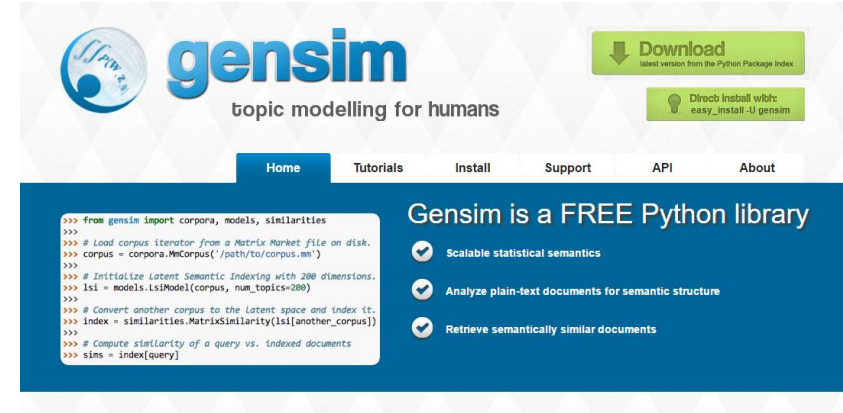 gensim
topic modelling for humans
Download
latest version from the Python Package Index
Direct install with:
easy_install -U gensim
Home Tutorials Install Support API About
>>> from gensim import corpora, models, similarities
>>>
>>> # Load corpus iterator from a Matrix Market file on disk.
>>> corpus = corpora.MmCorpus('/path/to/corpus.mm')
>>>
>>> # Initialize Latent Semantic Indexing with 200 dimensions.
>>> lsi = models.LsiModel(corpus, num_topics=200)
>>>
>>> # Convert another corpus to the latent space and index it.
>>> index = similarities.MatrixSimilarity(lsi[another_corpus])
>>>
>>> # Compute similarity of a query vs. indexed documents
>>> sims = index[query]
Gensim is a FREE Python library
Scalable statistical semantics
Analyze plain-text documents for semantic structure
Retrieve semantically similar documents